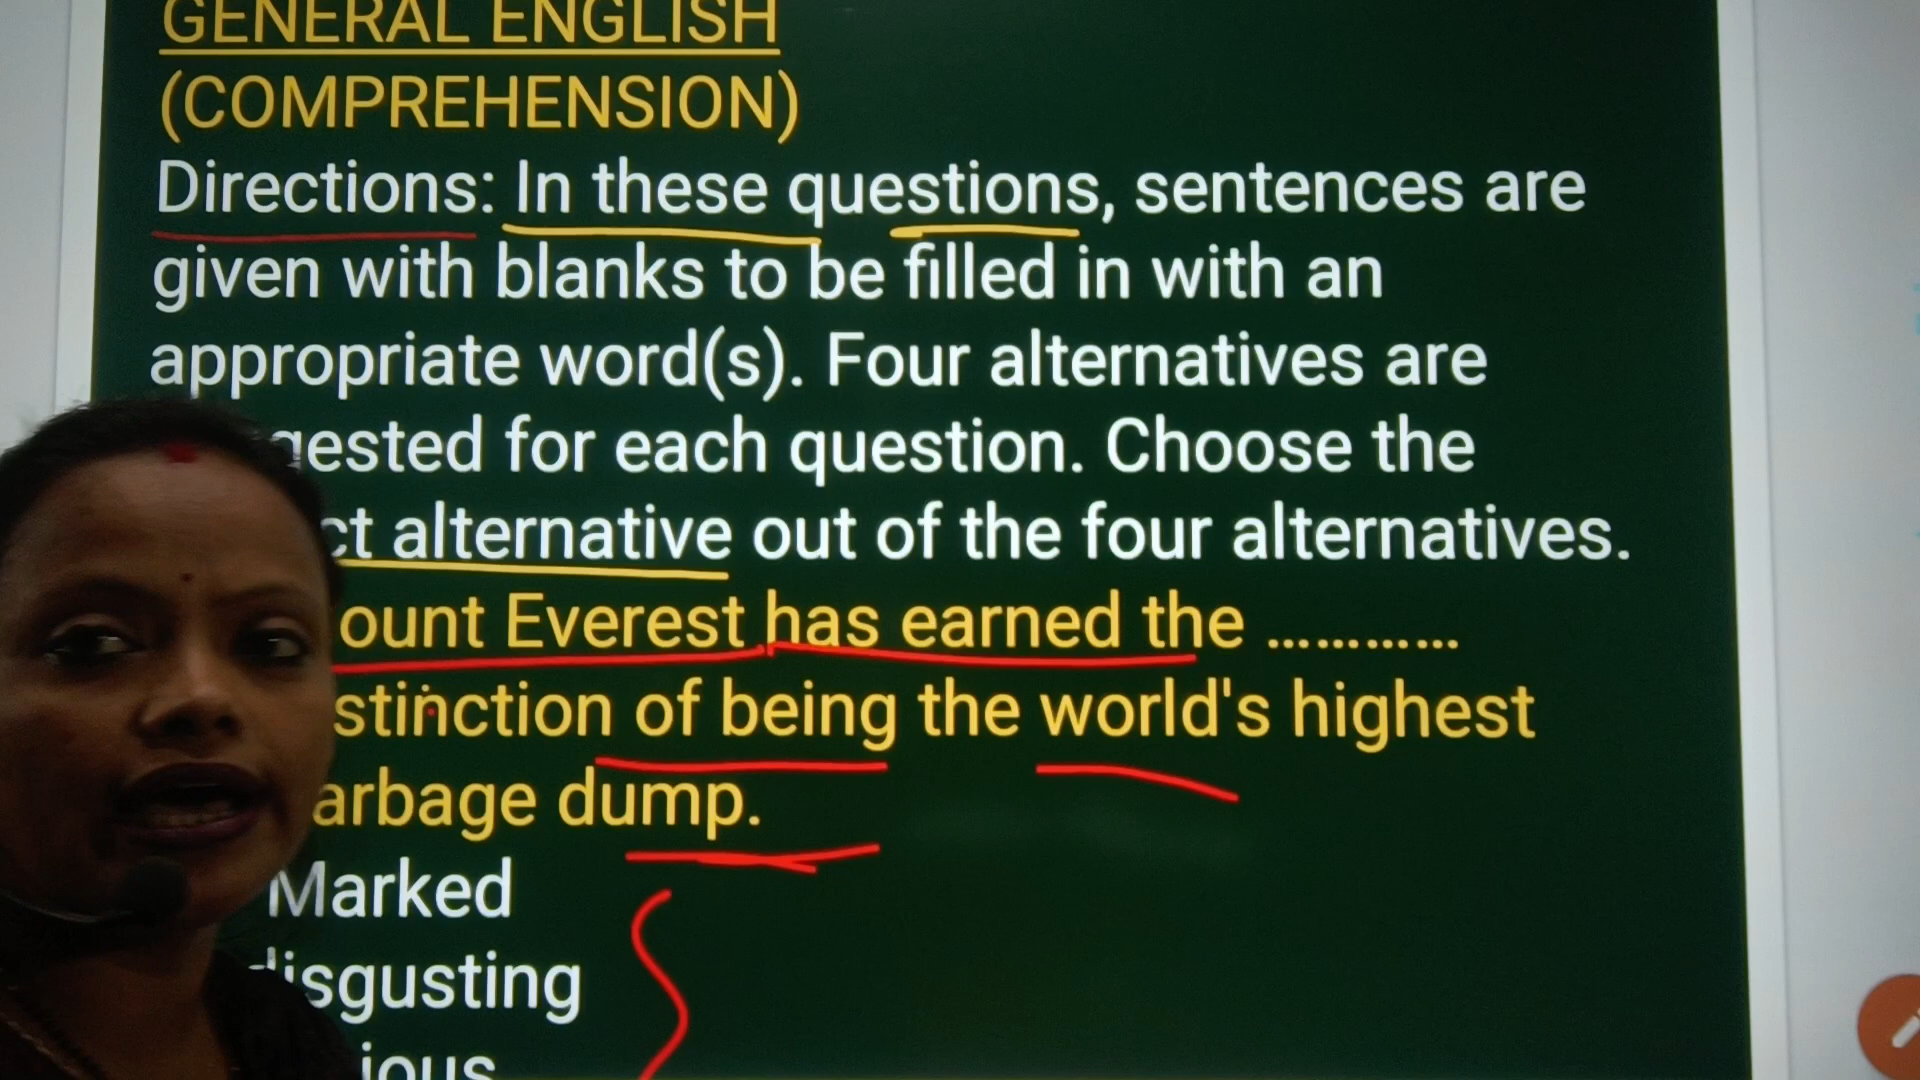 GENERAL ENGLISH
(COMPREHENSION)
Directions: In these questions, sentences are
given with blanks to be filled in with an
appropriate word(s). Four alternatives are
gested for each question. Choose the
ct alternative out of the four alternatives.
ount Everest has earned the ............
stinction of being the world's highest
arbage dump.
Marked
disgusting
ious